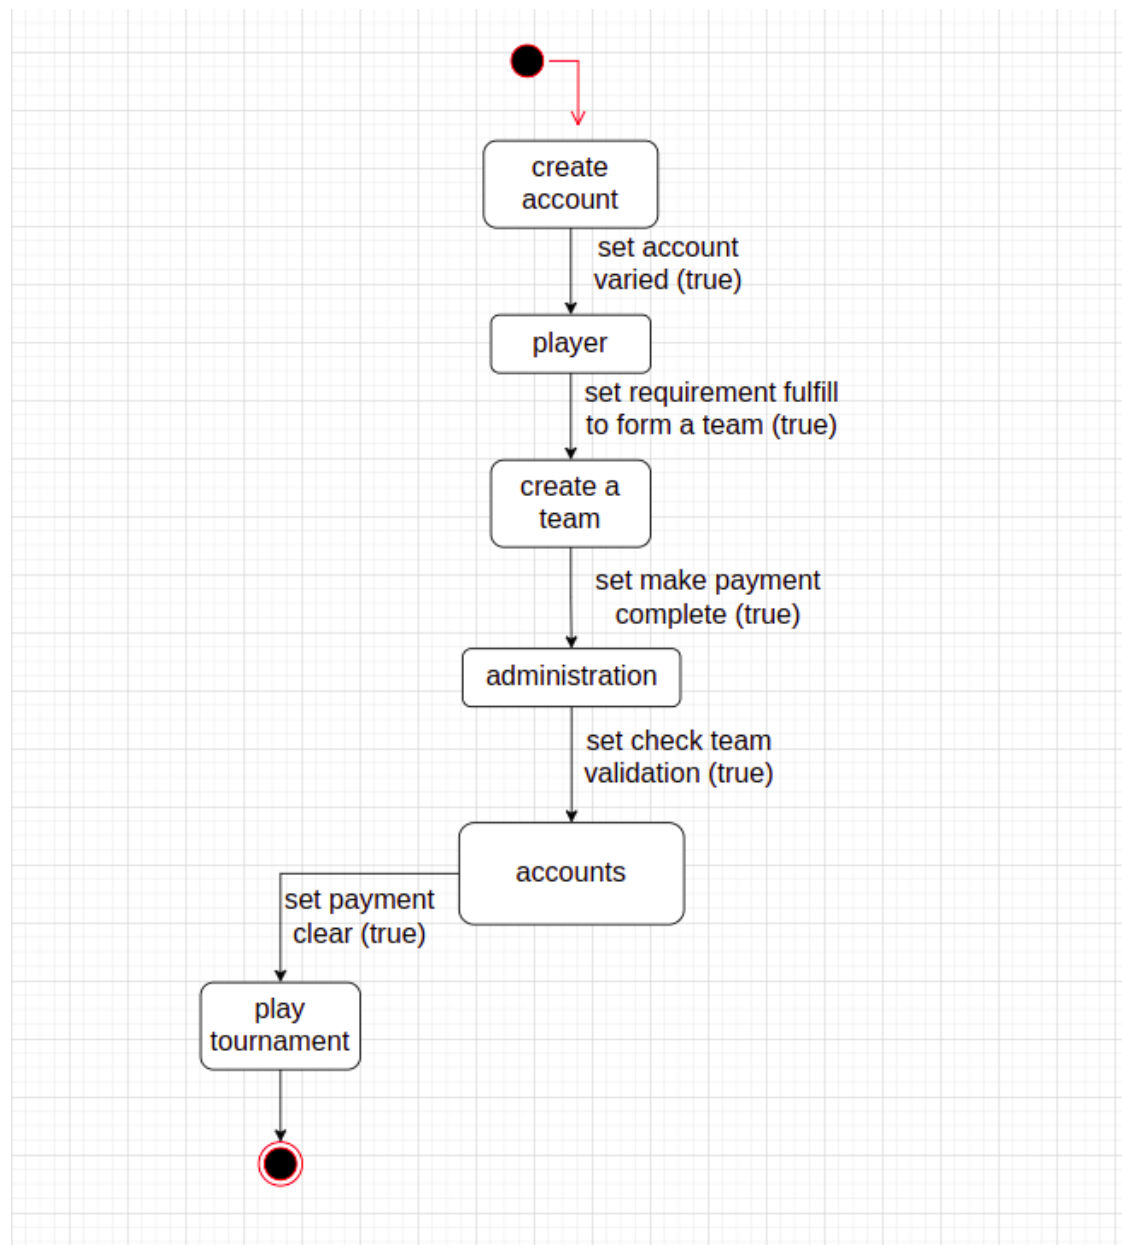 create
account
set account
varied (true)
player
set requirement fulfill
to form a team (true)
create a
team
set make payment
complete (true)
administration
set check team
validation (true)
accounts
set payment
clear (true)
play
tournament